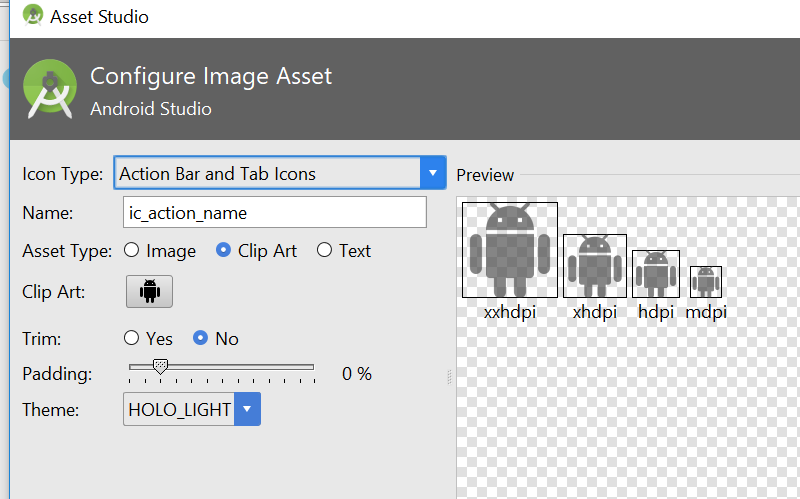 Asset Studio
Configure Image Asset
Android Studio
Icon Type: Action Bar and Tab Icons
Name: ic_action_name
Asset Type: Image Clip Art Text
Clip Art:
Trim: Yes No
Padding: 0 %
Theme: HOLO_LIGHT
Preview
xxhdpi xhdpi hdpi mdpi